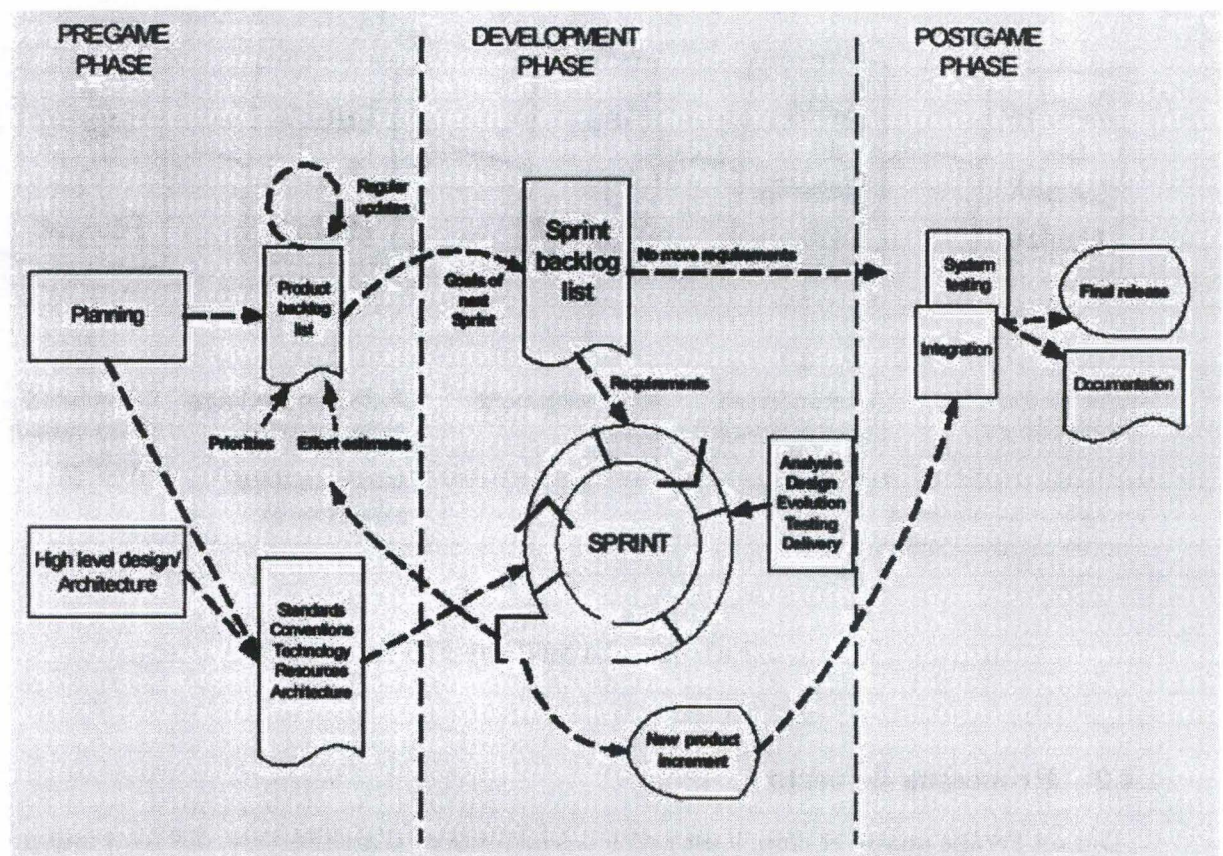 PREGAME
PHASE
DEVELOPMENT
PHASE
POSTGAME
PHASE
Regular
updates
Planning
Product
backlog
list
Goals of
next
Sprint
Sprint
backlog
list
No more requirements
System
testing
Integration
Final release
Documentation
Priorities
Effort estimates
Requirements
High level design/
Architecture
Standards
Conventions
Technology
Resources
Architecture
SPRINT
Analysis
Design
Evolution
Testing
Delivery
New product
increment